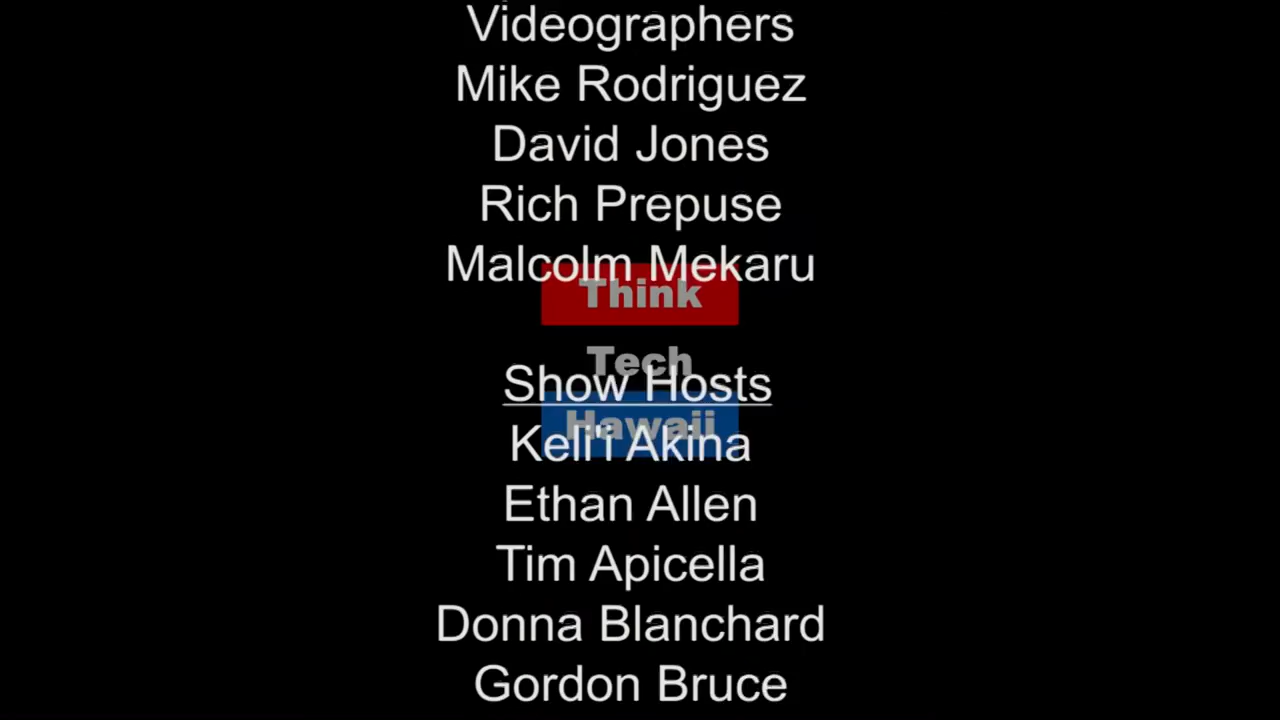 Videographers
Mike Rodriguez
David Jones
Rich Prepuse
Malcolm Mekaru
Think
Tech
Show Hosts
Hawaii
Keli'i Akina
Ethan Allen
Tim Apicella
Donna Blanchard
Gordon Bruce